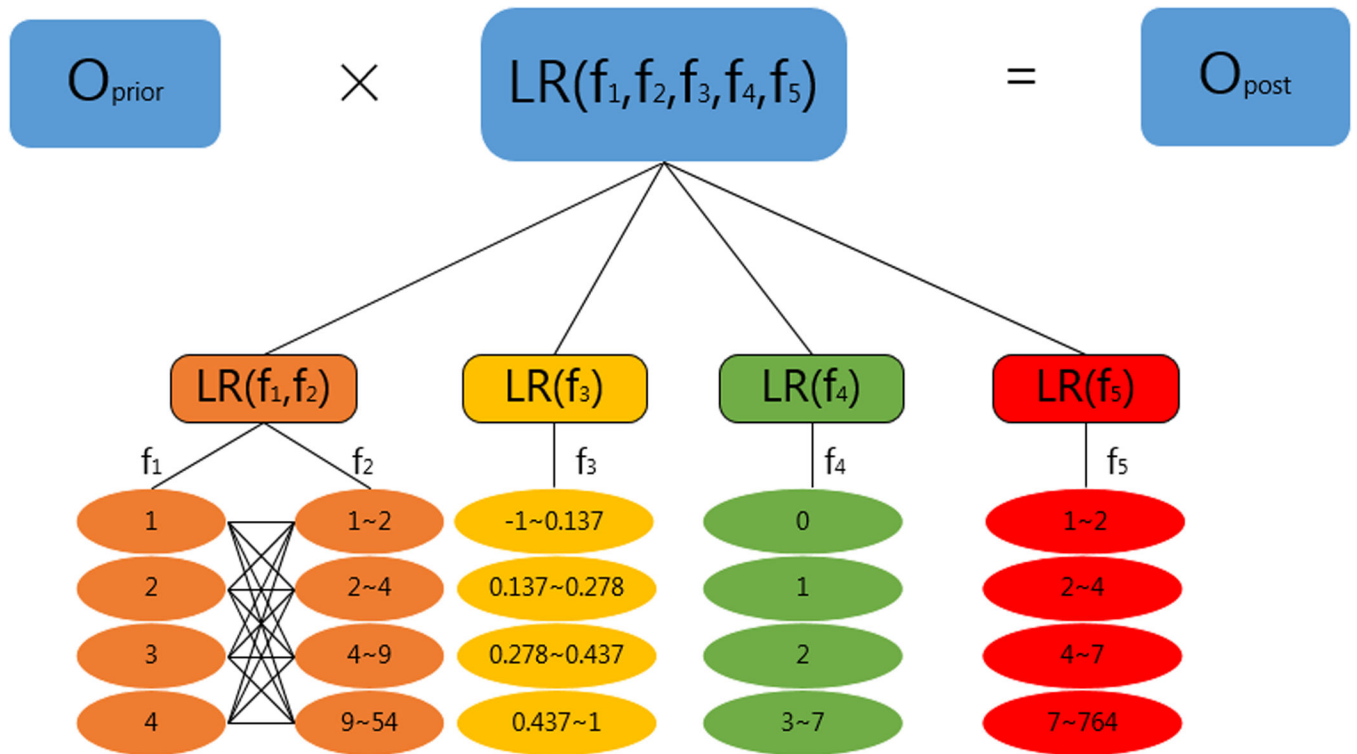 Oprior × LR(f1,f2,f3,f4,f5) = Opost
LR(f1,f2) LR(f3) LR(f4) LR(f5)
f1 f2 f3 f4 f5
1 1~2 -1~0.137 0 1~2
2 2~4 0.137~0.278 1 2~4
3 4~9 0.278~0.437 2 4~7
4 9~54 0.437~1 3~7 7~764